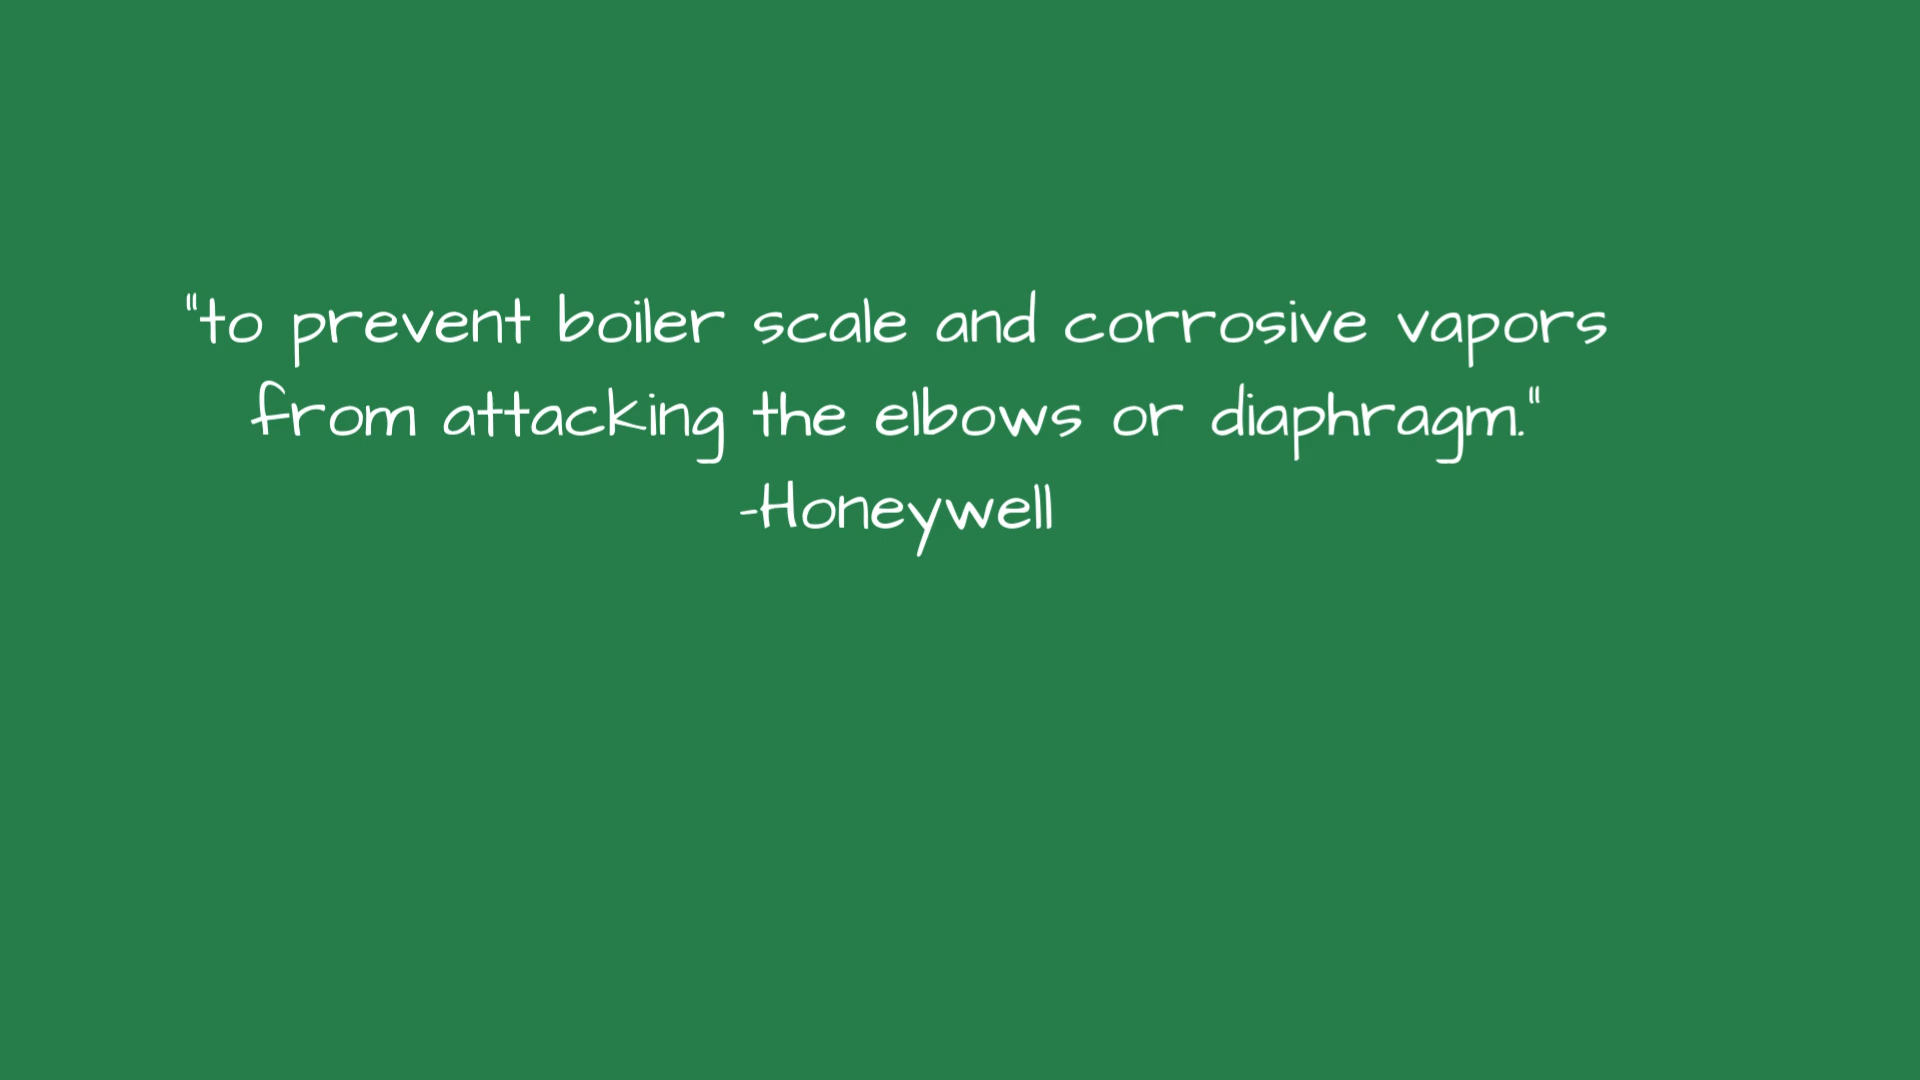 "to prevent boiler scale and corrosive vapors
from attacking the elbows or diaphragm."
-Honeywell